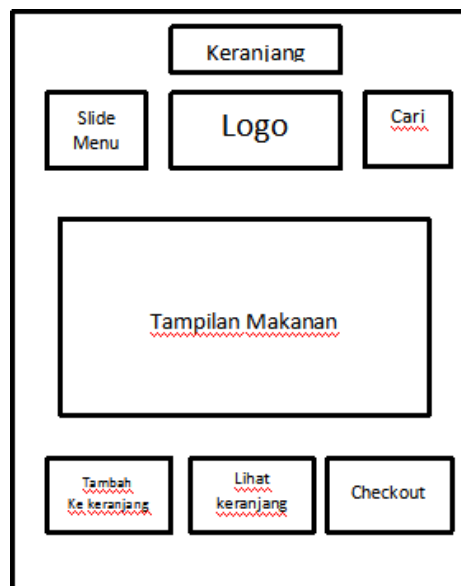 Keranjang
Slide
Menu
Logo
Cari
Tampilan Makanan
Tambah
Ke keranjang
Lihat
keranjang
Checkout